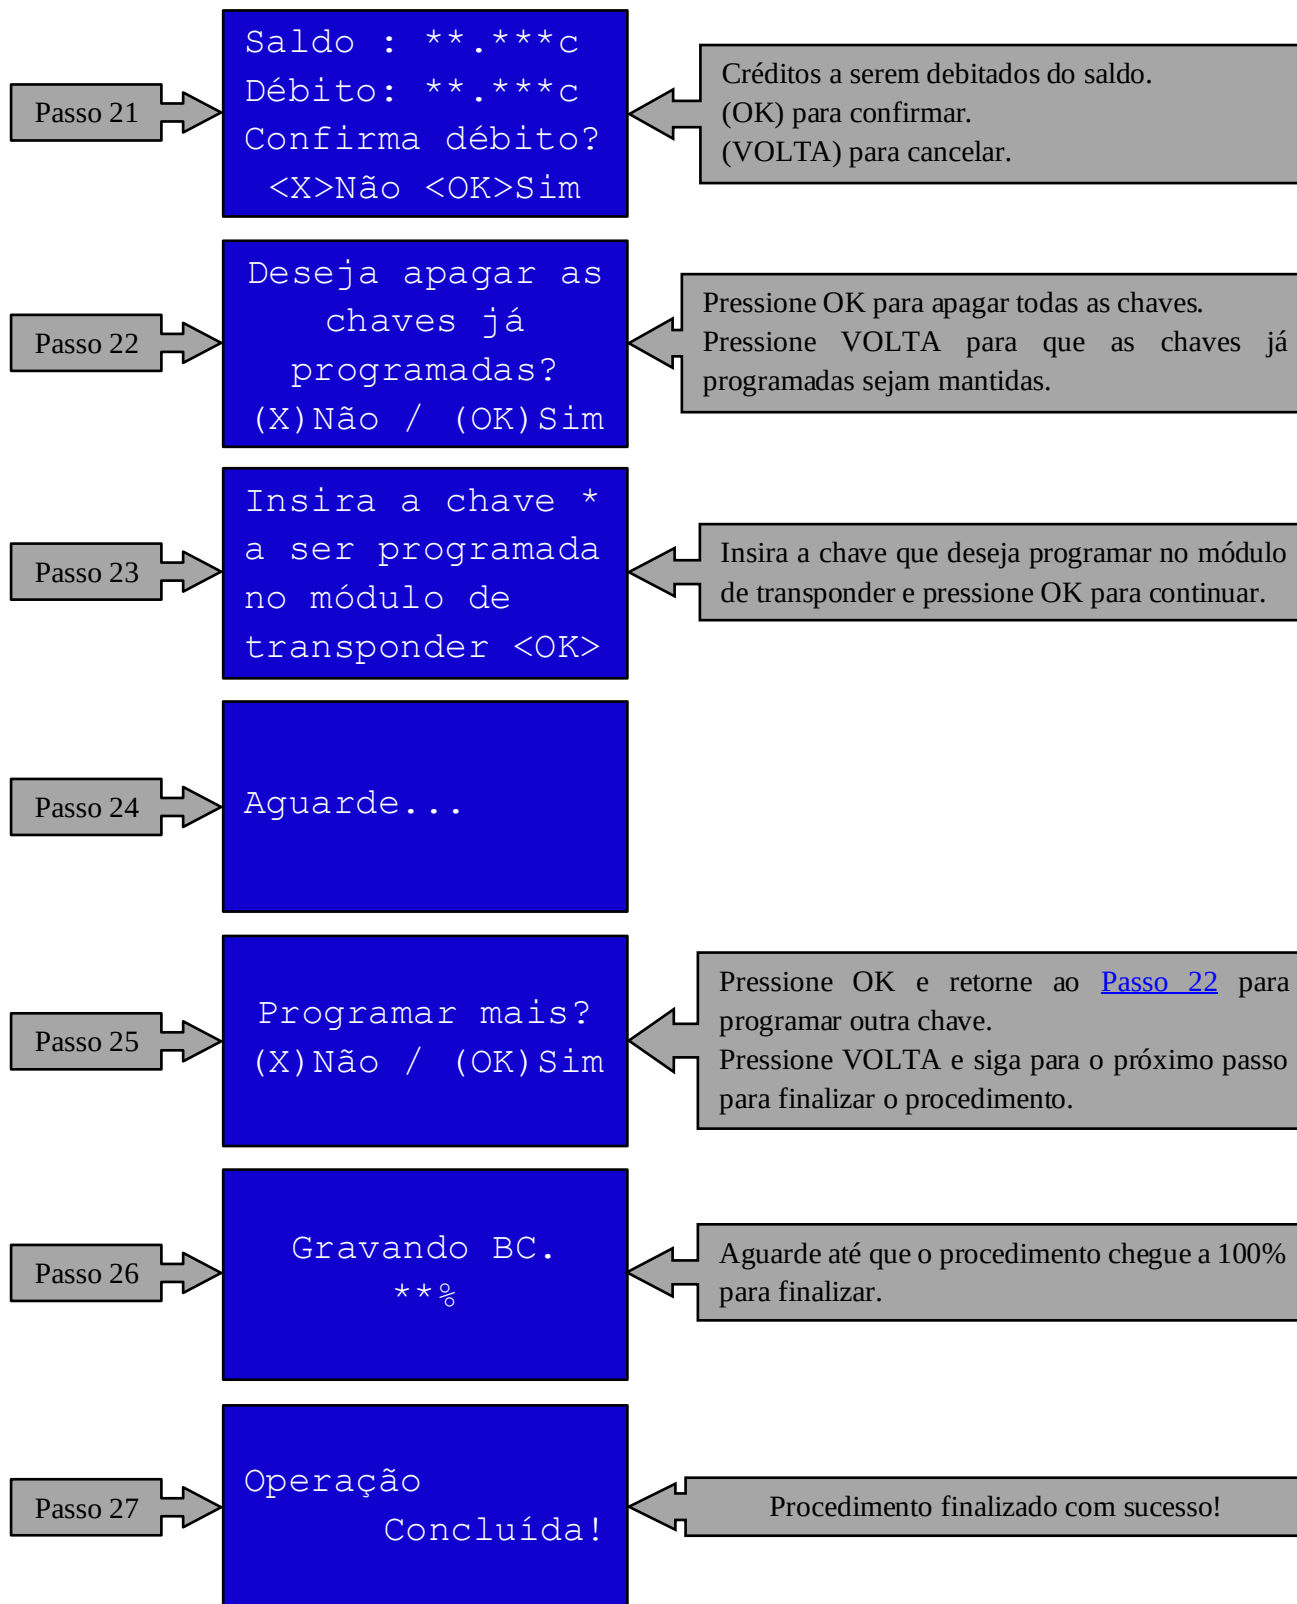 Passo 21
Saldo : **.***c
Débito: **.***c
Confirma débito?
<X>Não <OK>Sim
Créditos a serem debitados do saldo.
(OK) para confirmar.
(VOLTA) para cancelar.
Passo 22
Deseja apagar as
chaves já
programadas?
(X)Não / (OK)Sim
Pressione OK para apagar todas as chaves.
Pressione VOLTA para que as chaves já
programadas sejam mantidas.
Passo 23
Insira a chave *
a ser programada
no módulo de
transponder <OK>
Insira a chave que deseja programar no módulo
de transponder e pressione OK para continuar.
Passo 24
Aguarde...
Passo 25
Programar mais?
(X)Não / (OK)Sim
Pressione OK e retorne ao Passo 22 para
programar outra chave.
Pressione VOLTA e siga para o próximo passo
para finalizar o procedimento.
Passo 26
Gravando BC.
**%
Aguarde até que o procedimento chegue a 100%
para finalizar.
Passo 27
Operação
Concluída!
Procedimento finalizado com sucesso!